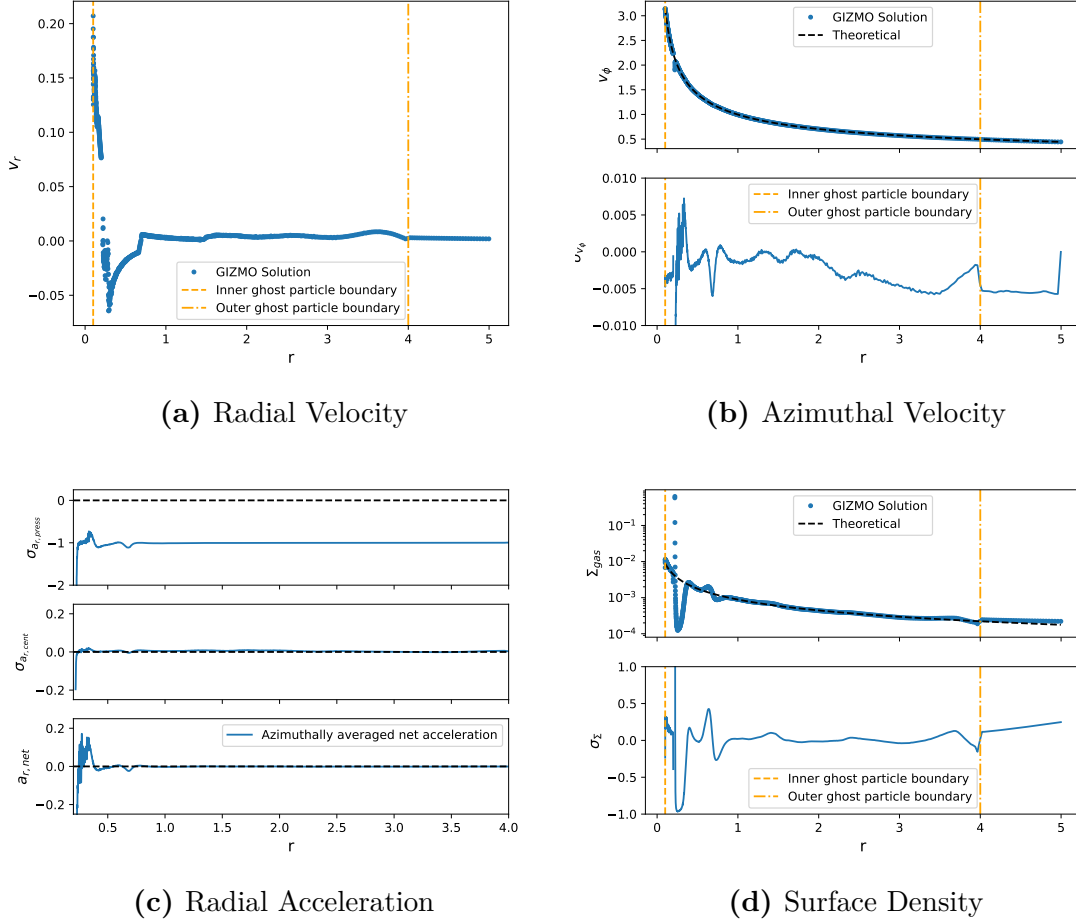 0.20
0.15
0.10
0.05
0.00
−0.05
v_r
GIZMO Solution
Inner ghost particle boundary
Outer ghost particle boundary
0 1 2 3 4 5
r
(a) Radial Velocity
3.0
2.5
2.0
1.5
1.0
0.5
v_ϕ
GIZMO Solution
Theoretical
0.010
0.005
0.000
−0.005
−0.010
Inner ghost particle boundary
Outer ghost particle boundary
0 1 2 3 4 5
r
(b) Azimuthal Velocity
0
−1
−2
σ_{a_{r,press}}
0.2
0.0
−0.2
σ_{a_{r,cent}}
0.2
0.0
−0.2
a_{r,net}
Azimuthally averaged net acceleration
0.5 1.0 1.5 2.0 2.5 3.0 3.5 4.0
r
(c) Radial Acceleration
10⁻¹
10⁻²
10⁻³
10⁻⁴
Σ_{gas}
GIZMO Solution
Theoretical
1.0
0.5
0.0
−0.5
−1.0
σ_Σ
Inner ghost particle boundary
Outer ghost particle boundary
0 1 2 3 4 5
r
(d) Surface Density